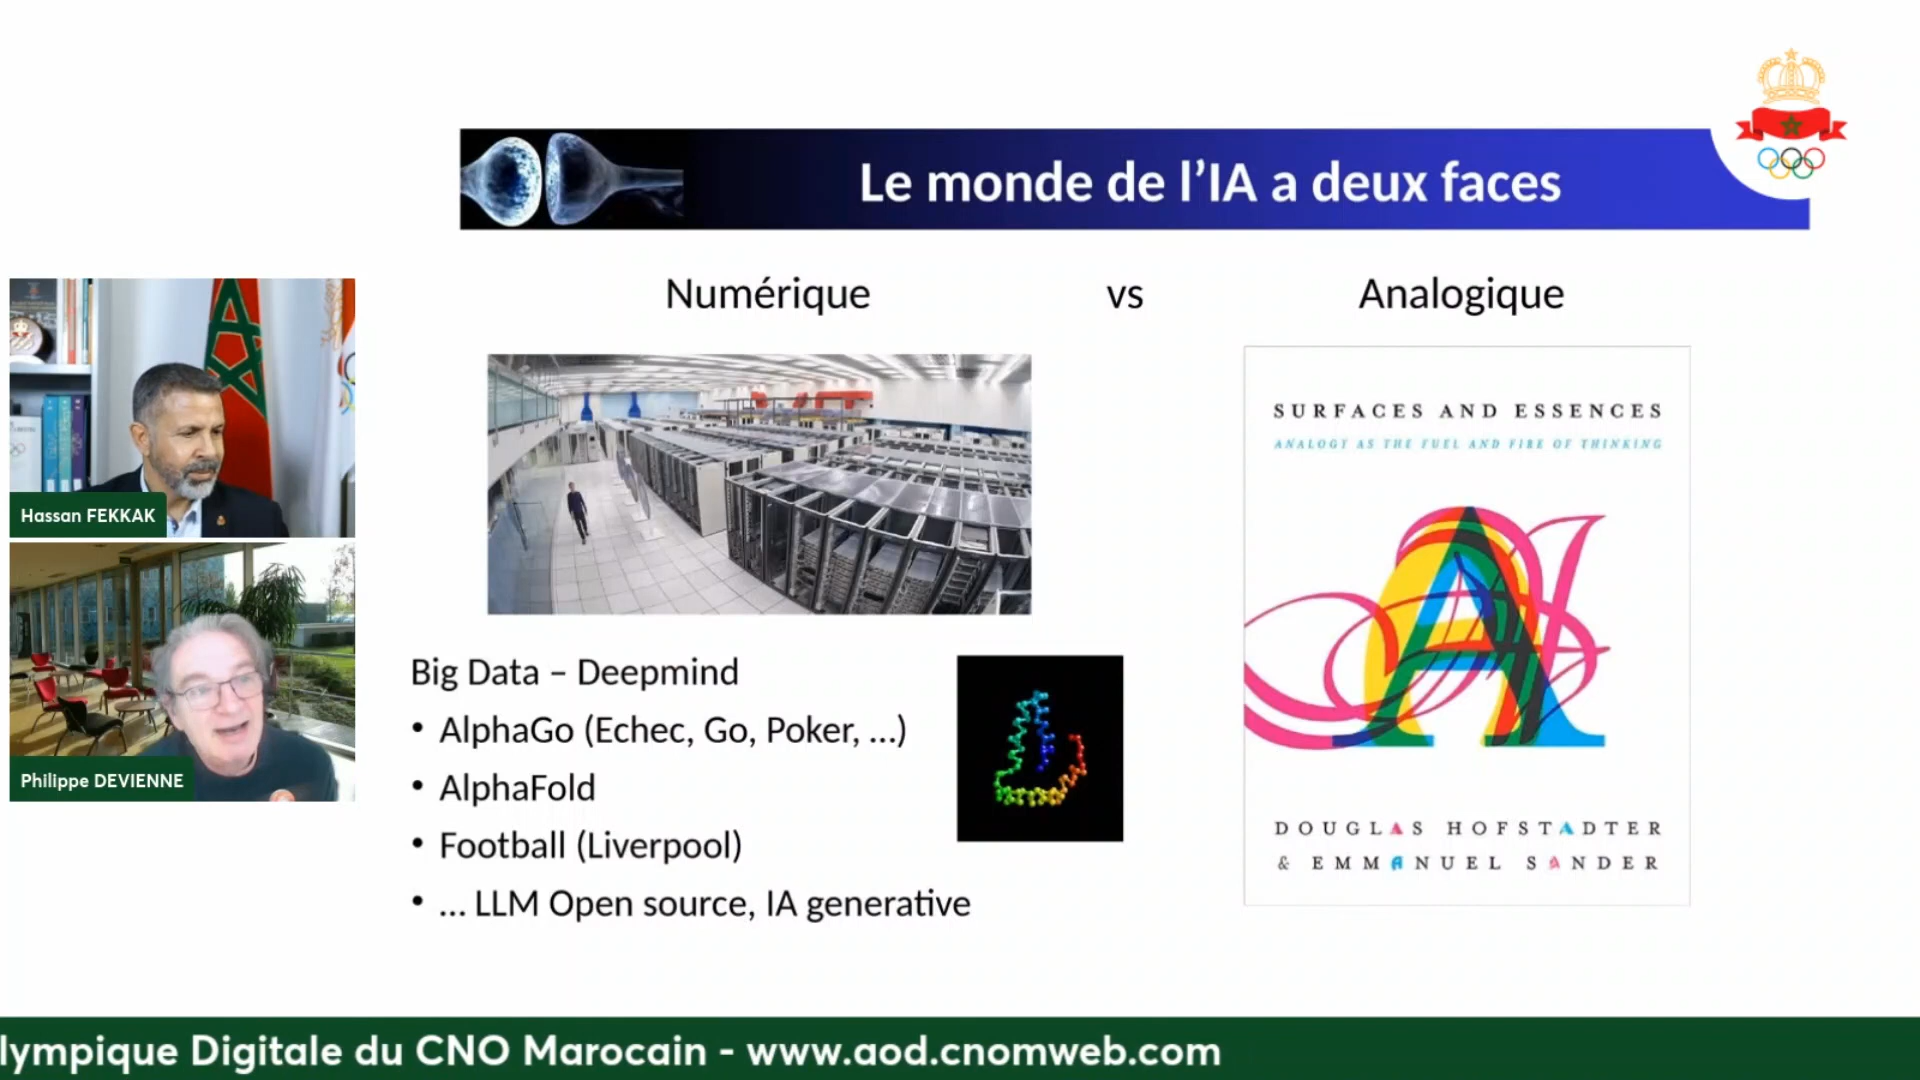 Le monde de l’IA a deux faces
Numérique vs Analogique
Hassan FEKKAK
Philippe DEVIENNE
Big Data – Deepmind
• AlphaGo (Echec, Go, Poker, ...)
• AlphaFold
• Football (Liverpool)
• ... LLM Open source, IA generative
SURFACES AND ESSENCES
ANALOGY AS THE FUEL AND FIRE OF THINKING
A
DOUGLAS HOFSTADTER
& EMMANUEL SANDER
lympique Digitale du CNO Marocain - www.aod.cnomweb.com